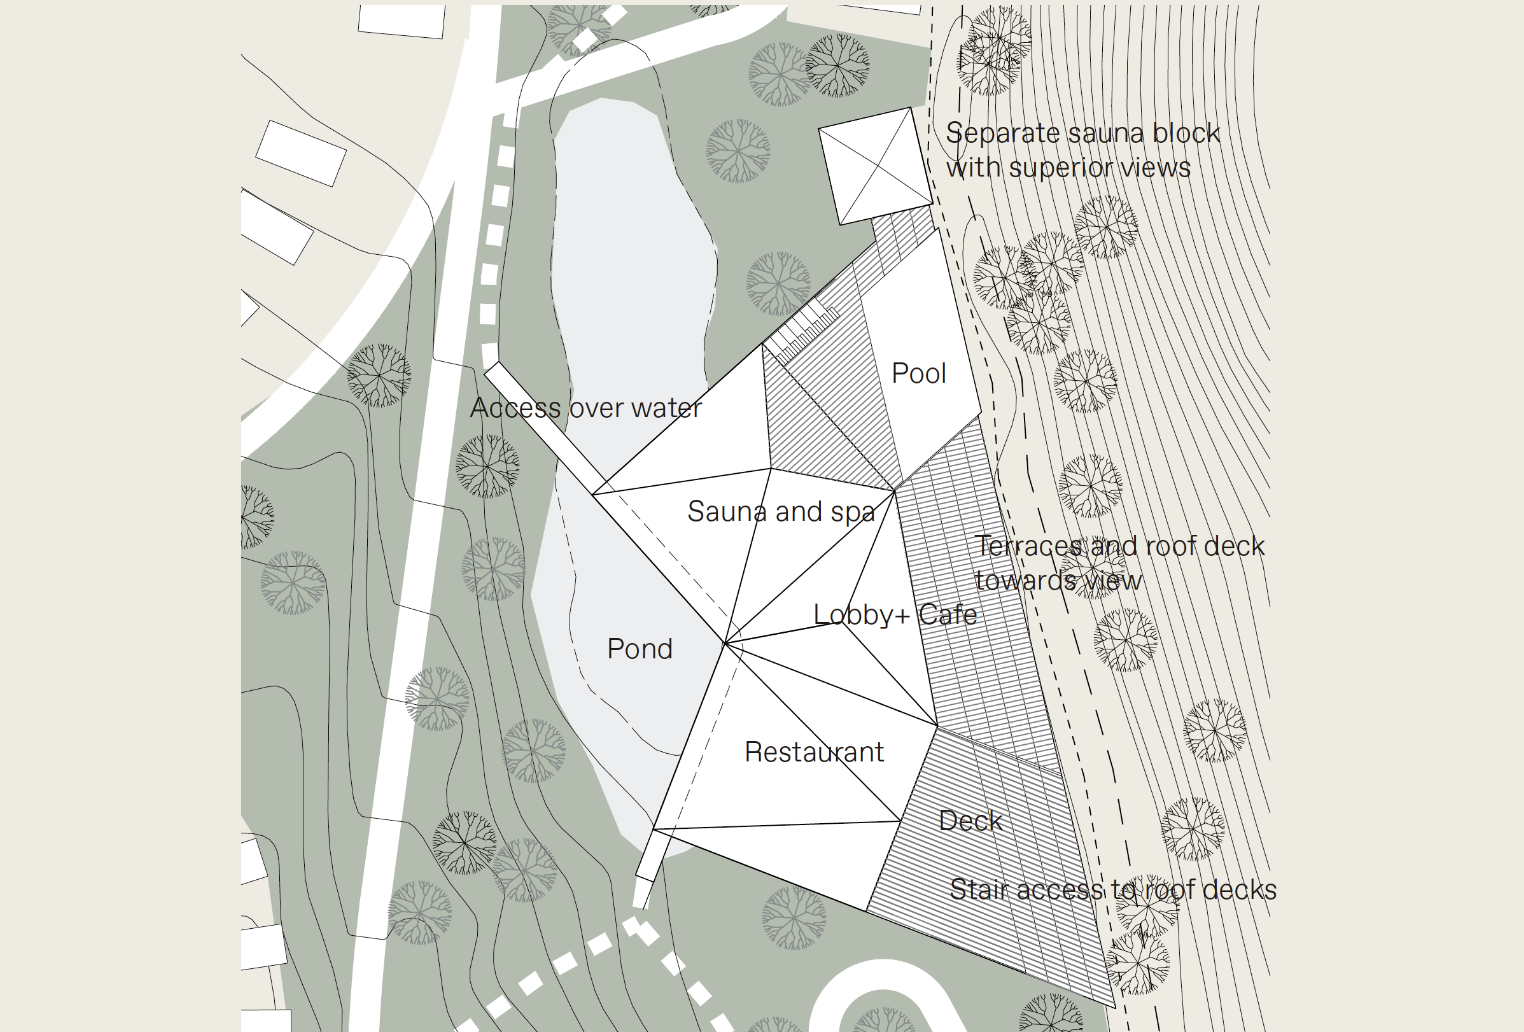 Separate sauna block
with superior views
Pool
Access over water
Sauna and spa
Terraces and roof deck
towards view
Lobby+ Cafe
Pond
Restaurant
Deck
Stair access to roof decks